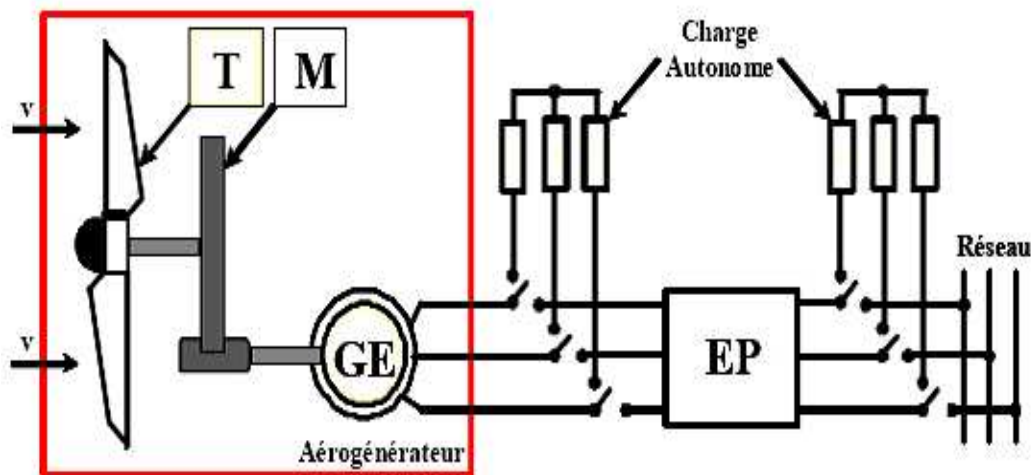 Charge
Autonome
T
M
v
Réseau
v
GE
EP
Aérogénérateur